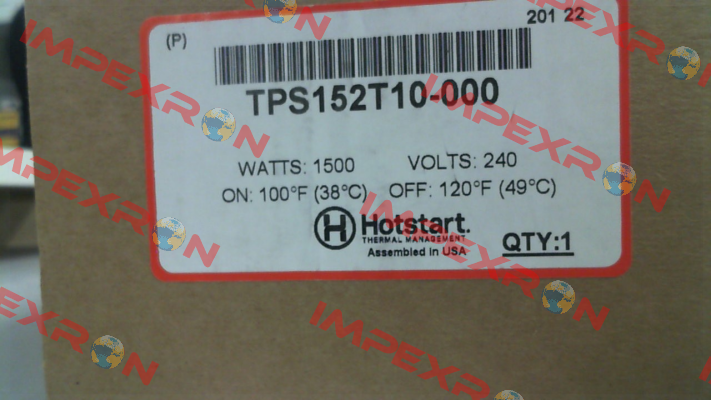 (P)
201 22
TPS152T10-000
WATTS: 1500 VOLTS: 240
ON: 100°F (38°C) OFF: 120°F (49°C)
H Hotstart.
THERMAL MANAGEMENT
Assembled in USA
QTY:1
IMPEXRON
IMPEXRON
IMPEXRON
IMPEXRON
IMPEXRON
IMPEXRON